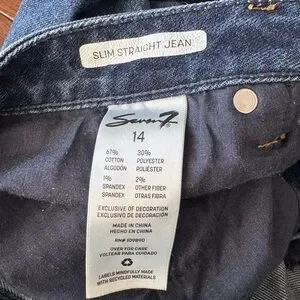 SLIM STRAIGHT JEAN
Seven7
14
67% 30%
COTTON POLYESTER
ALGODÓN POLIÉSTER
1% 2%
SPANDEX OTHER FIBER
SPANDEX OTRAS FIBRA
EXCLUSIVE OF DECORATION
EXCLUSIVO DE DECORACIÓN
MADE IN CHINA
HECHO EN CHINA
RN# 109890
OVER FOR CARE
VOLTEAR PARA CUIDADO
LABELS MINDFULLY MADE
WITH RECYCLED MATERIALS